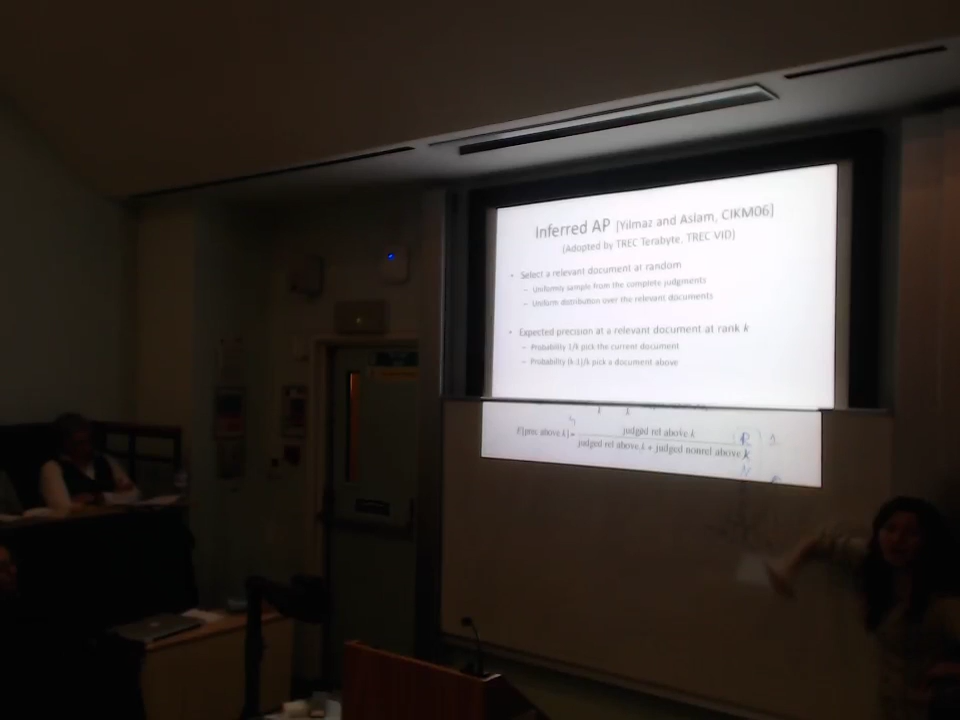 Inferred AP [Yilmaz and Aslam, CIKM06]
(Adopted by TREC Terabyte, TREC VID)
• Select a relevant document at random
– Uniformly sample from the complete judgments
– Uniform distribution over the relevant documents
• Expected precision at a relevant document at rank k
– Probability 1/k pick the current document
– Probability (k-1)/k pick a document above
judged rel above k
E[prec above k] =
judged rel above k + judged nonrel above k
R